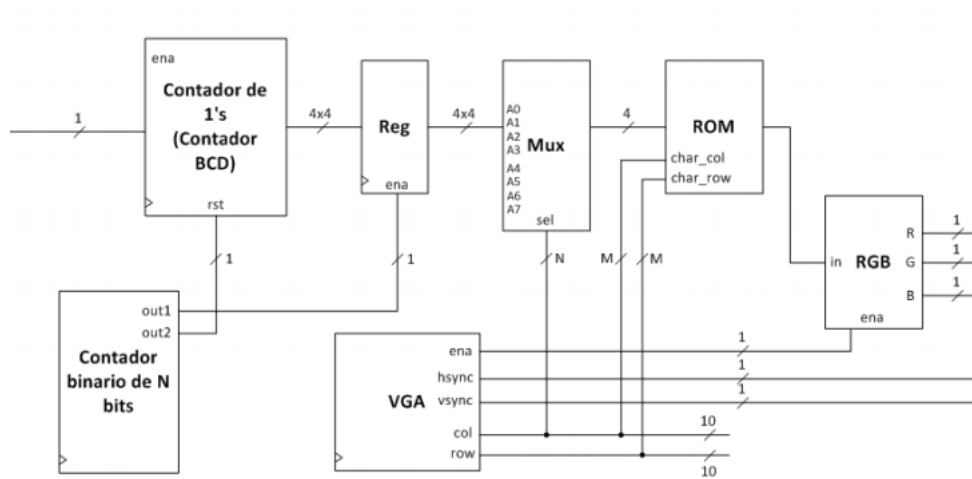 ena
Contador de
1's
(Contador
BCD)
rst
1
4x4
Reg
ena
4x4
A0
A1
A2
A3
A4
A5
A6
A7
Mux
sel
4
ROM
char_col
char_row
1
1
N
M
M
in
RGB
R
G
B
ena
1
1
1
out1
out2
Contador
binario de N
bits
VGA
ena
hsync
vsync
col
row
1
1
1
10
10